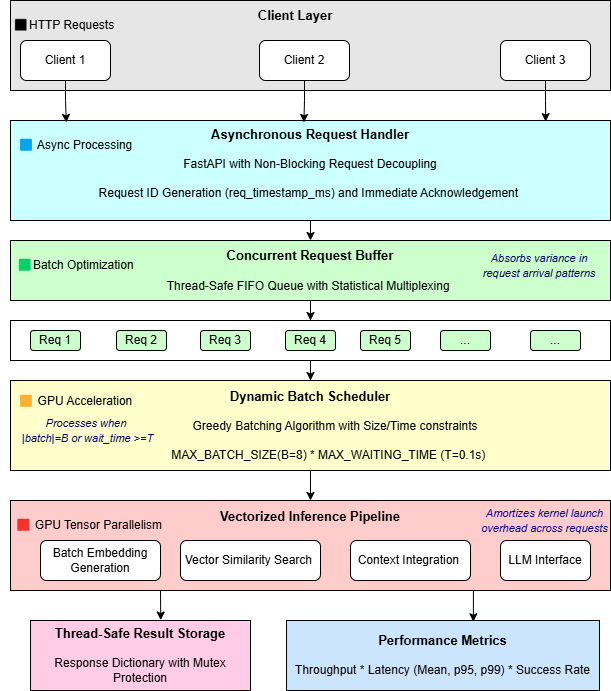 Client Layer
HTTP Requests
Client 1
Client 2
Client 3
Asynchronous Request Handler
Async Processing
FastAPI with Non-Blocking Request Decoupling
Request ID Generation (req_timestamp_ms) and Immediate Acknowledgement
Concurrent Request Buffer
Batch Optimization
Absorbs variance in
request arrival patterns
Thread-Safe FIFO Queue with Statistical Multiplexing
Req 1
Req 2
Req 3
Req 4
Req 5
...
...
Dynamic Batch Scheduler
GPU Acceleration
Processes when
|batch|=B or wait_time >=T
Greedy Batching Algorithm with Size/Time constraints
MAX_BATCH_SIZE(B=8) * MAX_WAITING_TIME (T=0.1s)
Vectorized Inference Pipeline
GPU Tensor Parallelism
Amortizes kernel launch
overhead across requests
Batch Embedding
Generation
Vector Similarity Search
Context Integration
LLM Interface
Thread-Safe Result Storage
Response Dictionary with Mutex
Protection
Performance Metrics
Throughput * Latency (Mean, p95, p99) * Success Rate